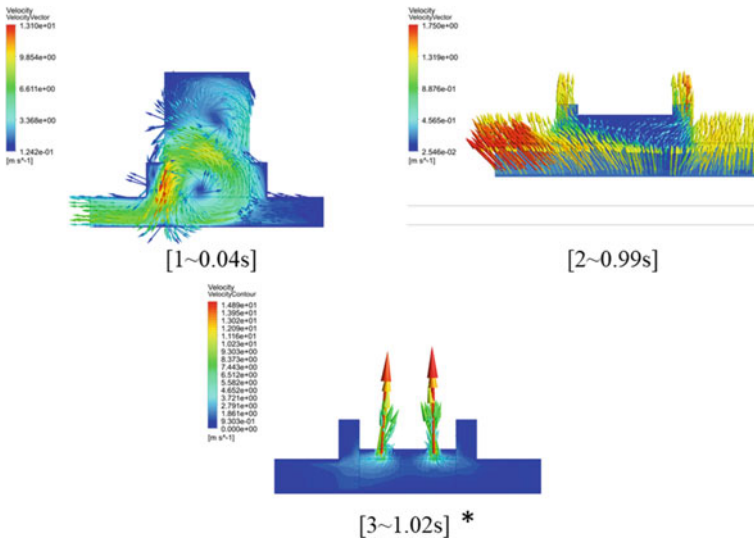 Velocity
VelocityVector
1.310e+01
9.854e+00
6.611e+00
3.368e+00
1.242e-01
[m s^-1]
[1~0.04s]
Velocity
VelocityVector
1.750e+00
1.319e+00
8.876e-01
4.565e-01
2.546e-02
[m s^-1]
[2~0.99s]
Velocity
VelocityContour
1.489e+01
1.395e+01
1.302e+01
1.209e+01
1.116e+01
1.023e+01
9.303e+00
8.373e+00
7.443e+00
6.512e+00
5.582e+00
4.652e+00
3.721e+00
2.791e+00
1.861e+00
9.303e-01
0.000e+00
[m s^-1]
[3~1.02s] *